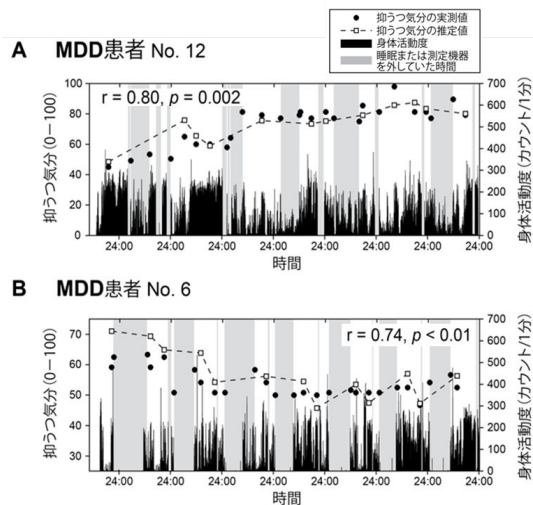 抑うつ気分の実測値
抑うつ気分の推定値
身体活動度
睡眠または測定機器
を外していた時間
A MDD患者 No. 12
r = 0.80, p = 0.002
100
80
60
40
20
0
抑うつ気分(0−100)
700
600
500
400
300
200
100
0
身体活動度(カウント/1分)
24:00 24:00 24:00 24:00 24:00 24:00 24:00 24:00
時間
B MDD患者 No. 6
r = 0.74, p < 0.01
70
60
50
40
30
抑うつ気分(0−100)
700
600
500
400
300
200
100
0
身体活動度(カウント/1分)
24:00 24:00 24:00 24:00 24:00 24:00 24:00 24:00
時間